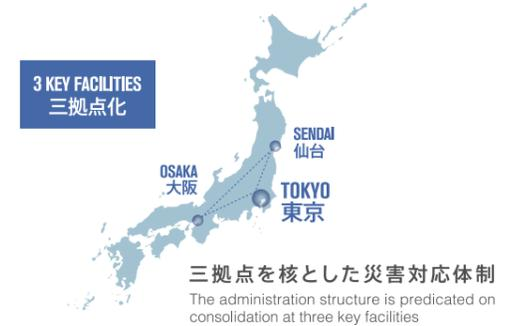 3 KEY FACILITIES
三拠点化
SENDAI
仙台
OSAKA
大阪
TOKYO
東京
三拠点を核とした災害対応体制
The administration structure is predicated on
consolidation at three key facilities